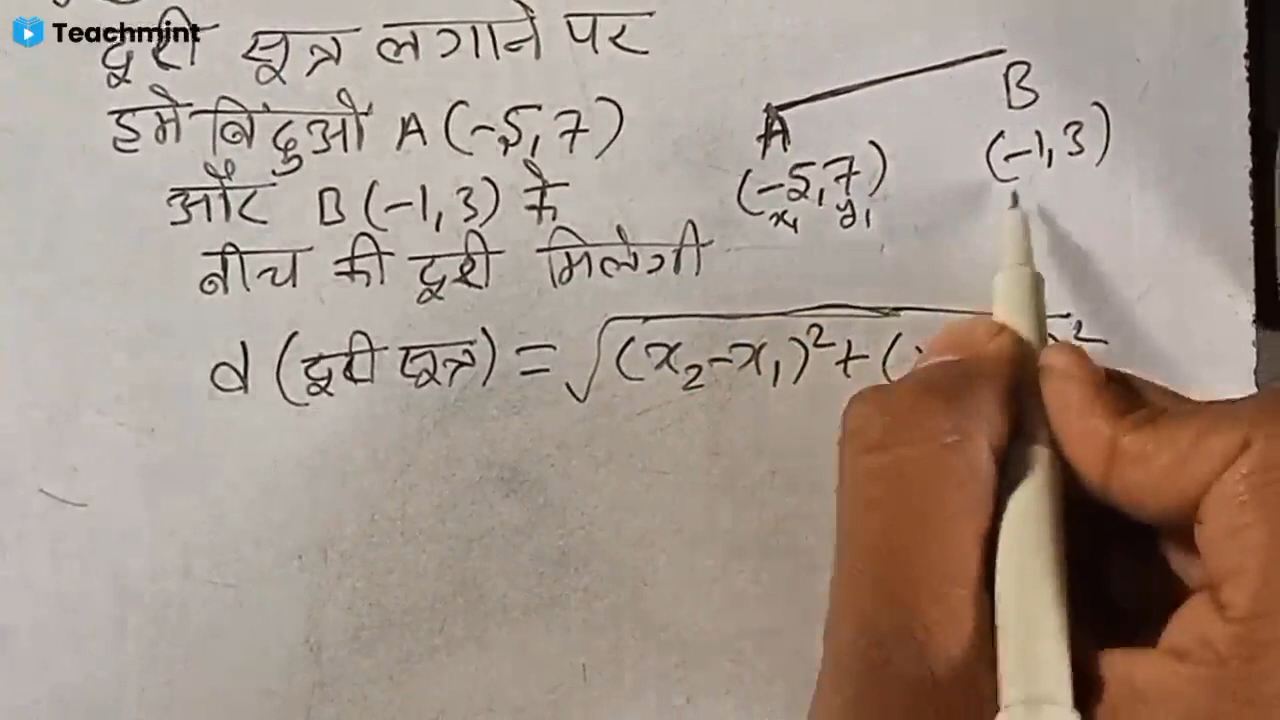 Teachmint
दूरी सूत्र लगाने पर
हमे बिंदुओं A (-5, 7)
और B (-1, 3) के
बीच की दूरी मिलेगी
d (दूरी सूत्र) = √(x₂-x₁)²+(
A
(-5, 7)
x₁ y₁
B
(-1, 3)